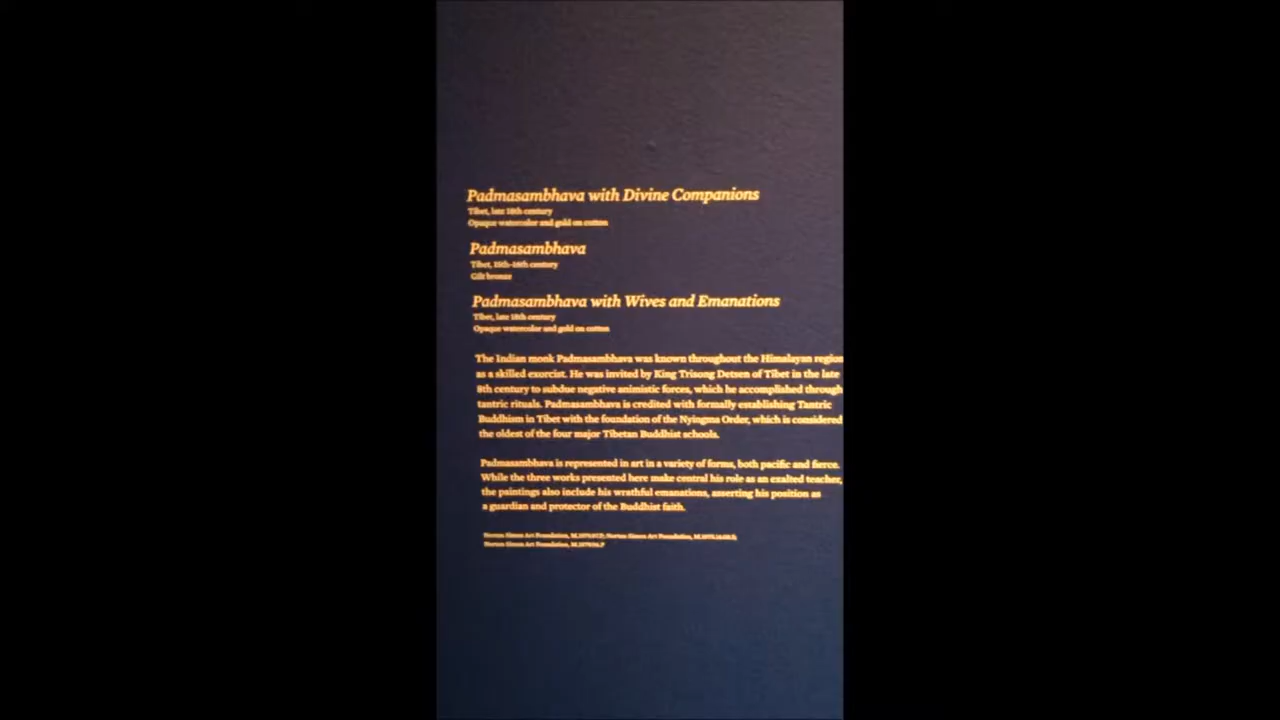 Padmasambhava with Divine Companions
Tibet, late 18th century
Opaque watercolor and gold on cotton
Padmasambhava
Tibet, 15th–16th century
Gilt bronze
Padmasambhava with Wives and Emanations
Tibet, late 18th century
Opaque watercolor and gold on cotton
The Indian monk Padmasambhava was known throughout the Himalayan region
as a skilled exorcist. He was invited by King Trisong Detsen of Tibet in the late
8th century to subdue negative animistic forces, which he accomplished through
tantric rituals. Padmasambhava is credited with formally establishing Tantric
Buddhism in Tibet with the foundation of the Nyingma Order, which is considered
the oldest of the four major Tibetan Buddhist schools.
Padmasambhava is represented in art in a variety of forms, both pacific and fierce.
While the three works presented here make central his role as an exalted teacher,
the paintings also include his wrathful emanations, asserting his position as
a guardian and protector of the Buddhist faith.
Norton Simon Art Foundation, Norton Simon Art Foundation,
Norton Simon Art Foundation,